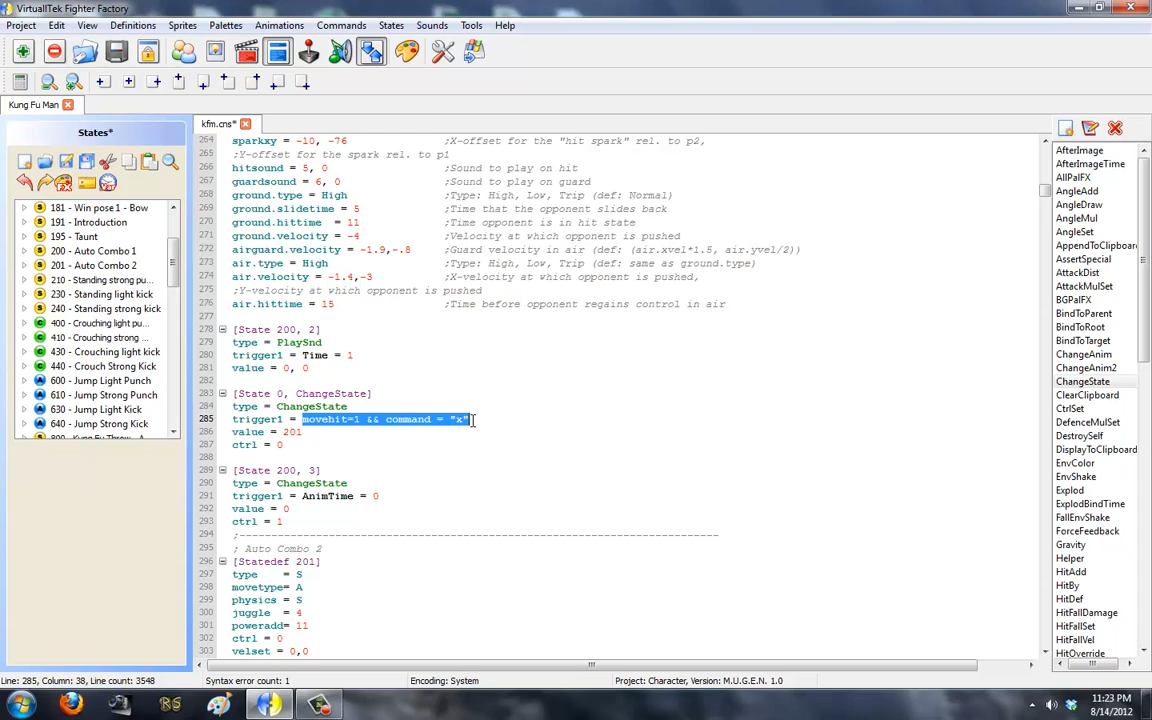 VirtuallTek Fighter Factory
Project Edit View Definitions Sprites Palettes Animations Commands States Sounds Tools Help
Kung Fu Man
States*
181 - Win pose1 - Bow
191 - Introduction
195 - Taunt
200 - Auto Combo 1
201 - Auto Combo 2
210 - Standing strong pu...
230 - Standing light kick
240 - Standing strong kick
400 - Crouching light pu...
410 - Crouching strong ...
430 - Crouching light kick
440 - Crouch Strong Kick
600 - Jump Light Punch
610 - Jump Strong Punch
630 - Jump Light Kick
640 - Jump Strong Kick
kfm.cns*
264 sparkxy = -10, -76 ;X-offset for the "hit spark" rel. to p2,
265 ;Y-offset for the spark rel. to p1
266 hitsound = 5, 0 ;Sound to play on hit
267 guardsound = 6, 0 ;Sound to play on guard
268 ground.type = High ;Type: High, Low, Trip (def: Normal)
269 ground.slidetime = 5 ;Time that the opponent slides back
270 ground.hittime = 11 ;Time opponent is in hit state
271 ground.velocity = -4 ;Velocity at which opponent is pushed
272 airguard.velocity = -1.9,-.8 ;Guard velocity in air (def: (air.xvel*1.5, air.yvel/2))
273 air.type = High ;Type: High, Low, Trip (def: same as ground.type)
274 air.velocity = -1.4,-3 ;X-velocity at which opponent is pushed,
275 ;Y-velocity at which opponent is pushed
276 air.hittime = 15 ;Time before opponent regains control in air
277
278 [State 200, 2]
279 type = PlaySnd
280 trigger1 = Time = 1
281 value = 0, 0
282
283 [State 0, ChangeState]
284 type = ChangeState
285 trigger1 = movehit=1 && command = "x"
286 value = 201
287 ctrl = 0
288
289 [State 200, 3]
290 type = ChangeState
291 trigger1 = AnimTime = 0
292 value = 0
293 ctrl = 1
294 ;---------------------------------------------------------------------------
295 ; Auto Combo 2
296 [Statedef 201]
297 type = S
298 movetype= A
299 physics = S
300 juggle = 4
301 poweradd= 11
302 ctrl = 0
303 velset = 0,0
AfterImage
AfterImageTime
AllPalFX
AngleAdd
AngleDraw
AngleMul
AngleSet
AppendToClipboard
AssertSpecial
AttackDist
AttackMulSet
BGPalFX
BindToParent
BindToRoot
BindToTarget
ChangeAnim
ChangeAnim2
ChangeState
ClearClipboard
CtrlSet
DefenceMulSet
DestroySelf
DisplayToClipboard
EnvColor
EnvShake
Explod
ExplodBindTime
FallEnvShake
ForceFeedback
Gravity
Helper
HitAdd
HitBy
HitDef
HitFallDamage
HitFallSet
HitFallVel
HitOverride
Line: 285, Column: 38, Line count: 3548 Syntax error count: 1 Encoding: System Project: Character, Version: M.U.G.E.N. 1.0
11:23 PM
8/14/2012